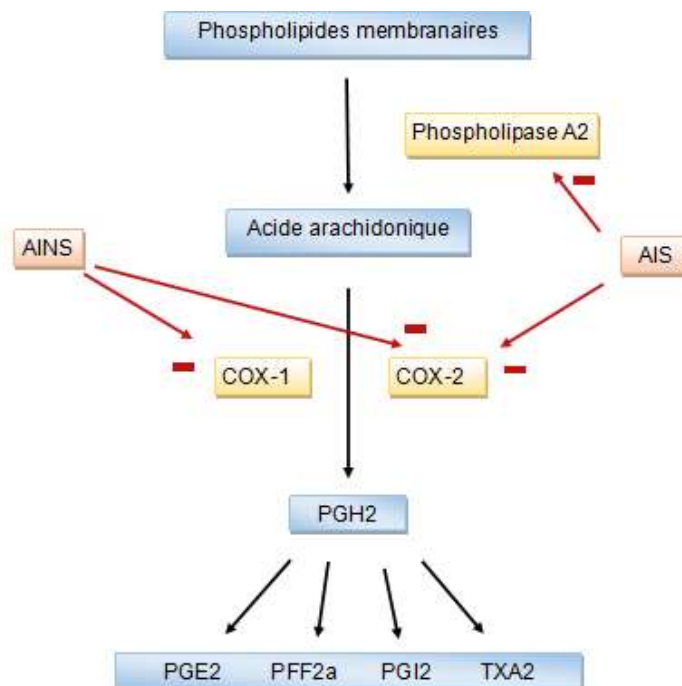 Phospholipides membranaires
Phospholipase A2
Acide arachidonique
AINS
AIS
COX-1
COX-2
PGH2
PGE2 PFF2a PGI2 TXA2